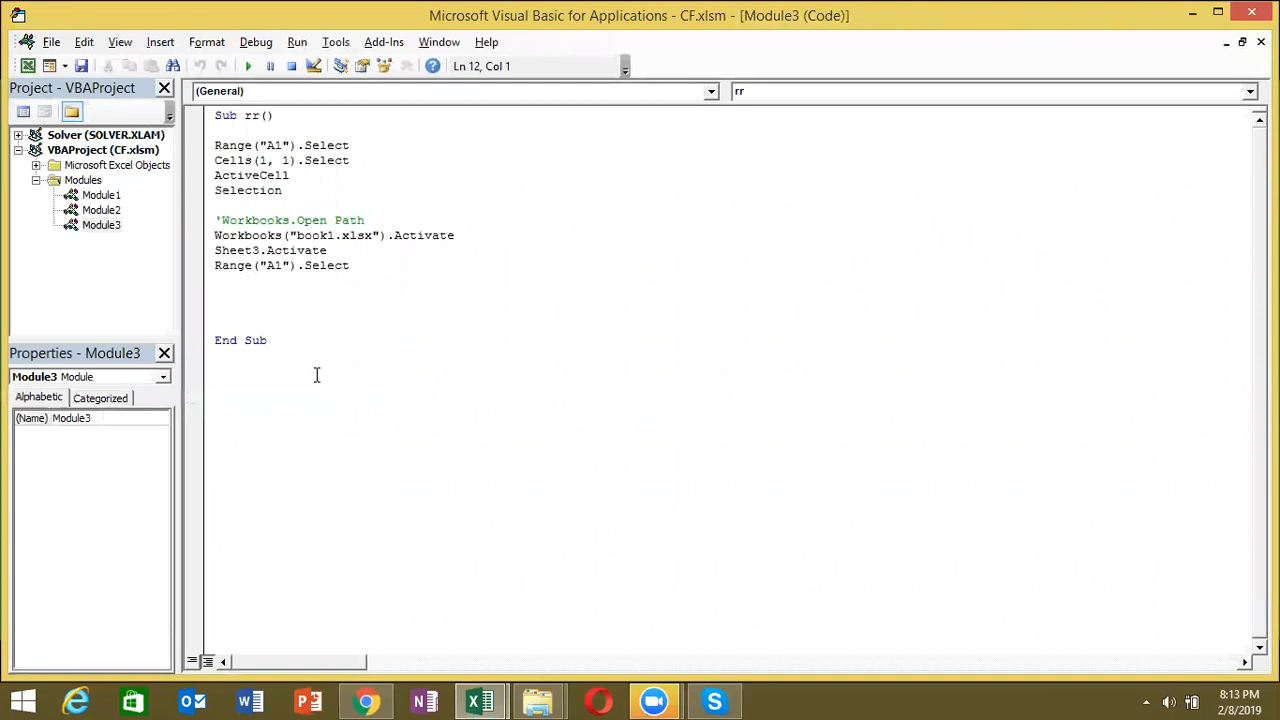 Microsoft Visual Basic for Applications - CF.xlsm - [Module3 (Code)]
File Edit View Insert Format Debug Run Tools Add-Ins Window Help
Ln 12, Col 1
Project - VBAProject
(General)
rr
Solver (SOLVER.XLAM)
VBAProject (CF.xlsm)
Microsoft Excel Objects
Modules
Module1
Module2
Module3
Sub rr()
Range("A1").Select
Cells(1, 1).Select
ActiveCell
Selection
'Workbooks.Open Path
Workbooks("book1.xlsx").Activate
Sheet3.Activate
Range("A1").Select
End Sub
Properties - Module3
Module3 Module
Alphabetic Categorized
(Name) Module3
8:13 PM
2/8/2019